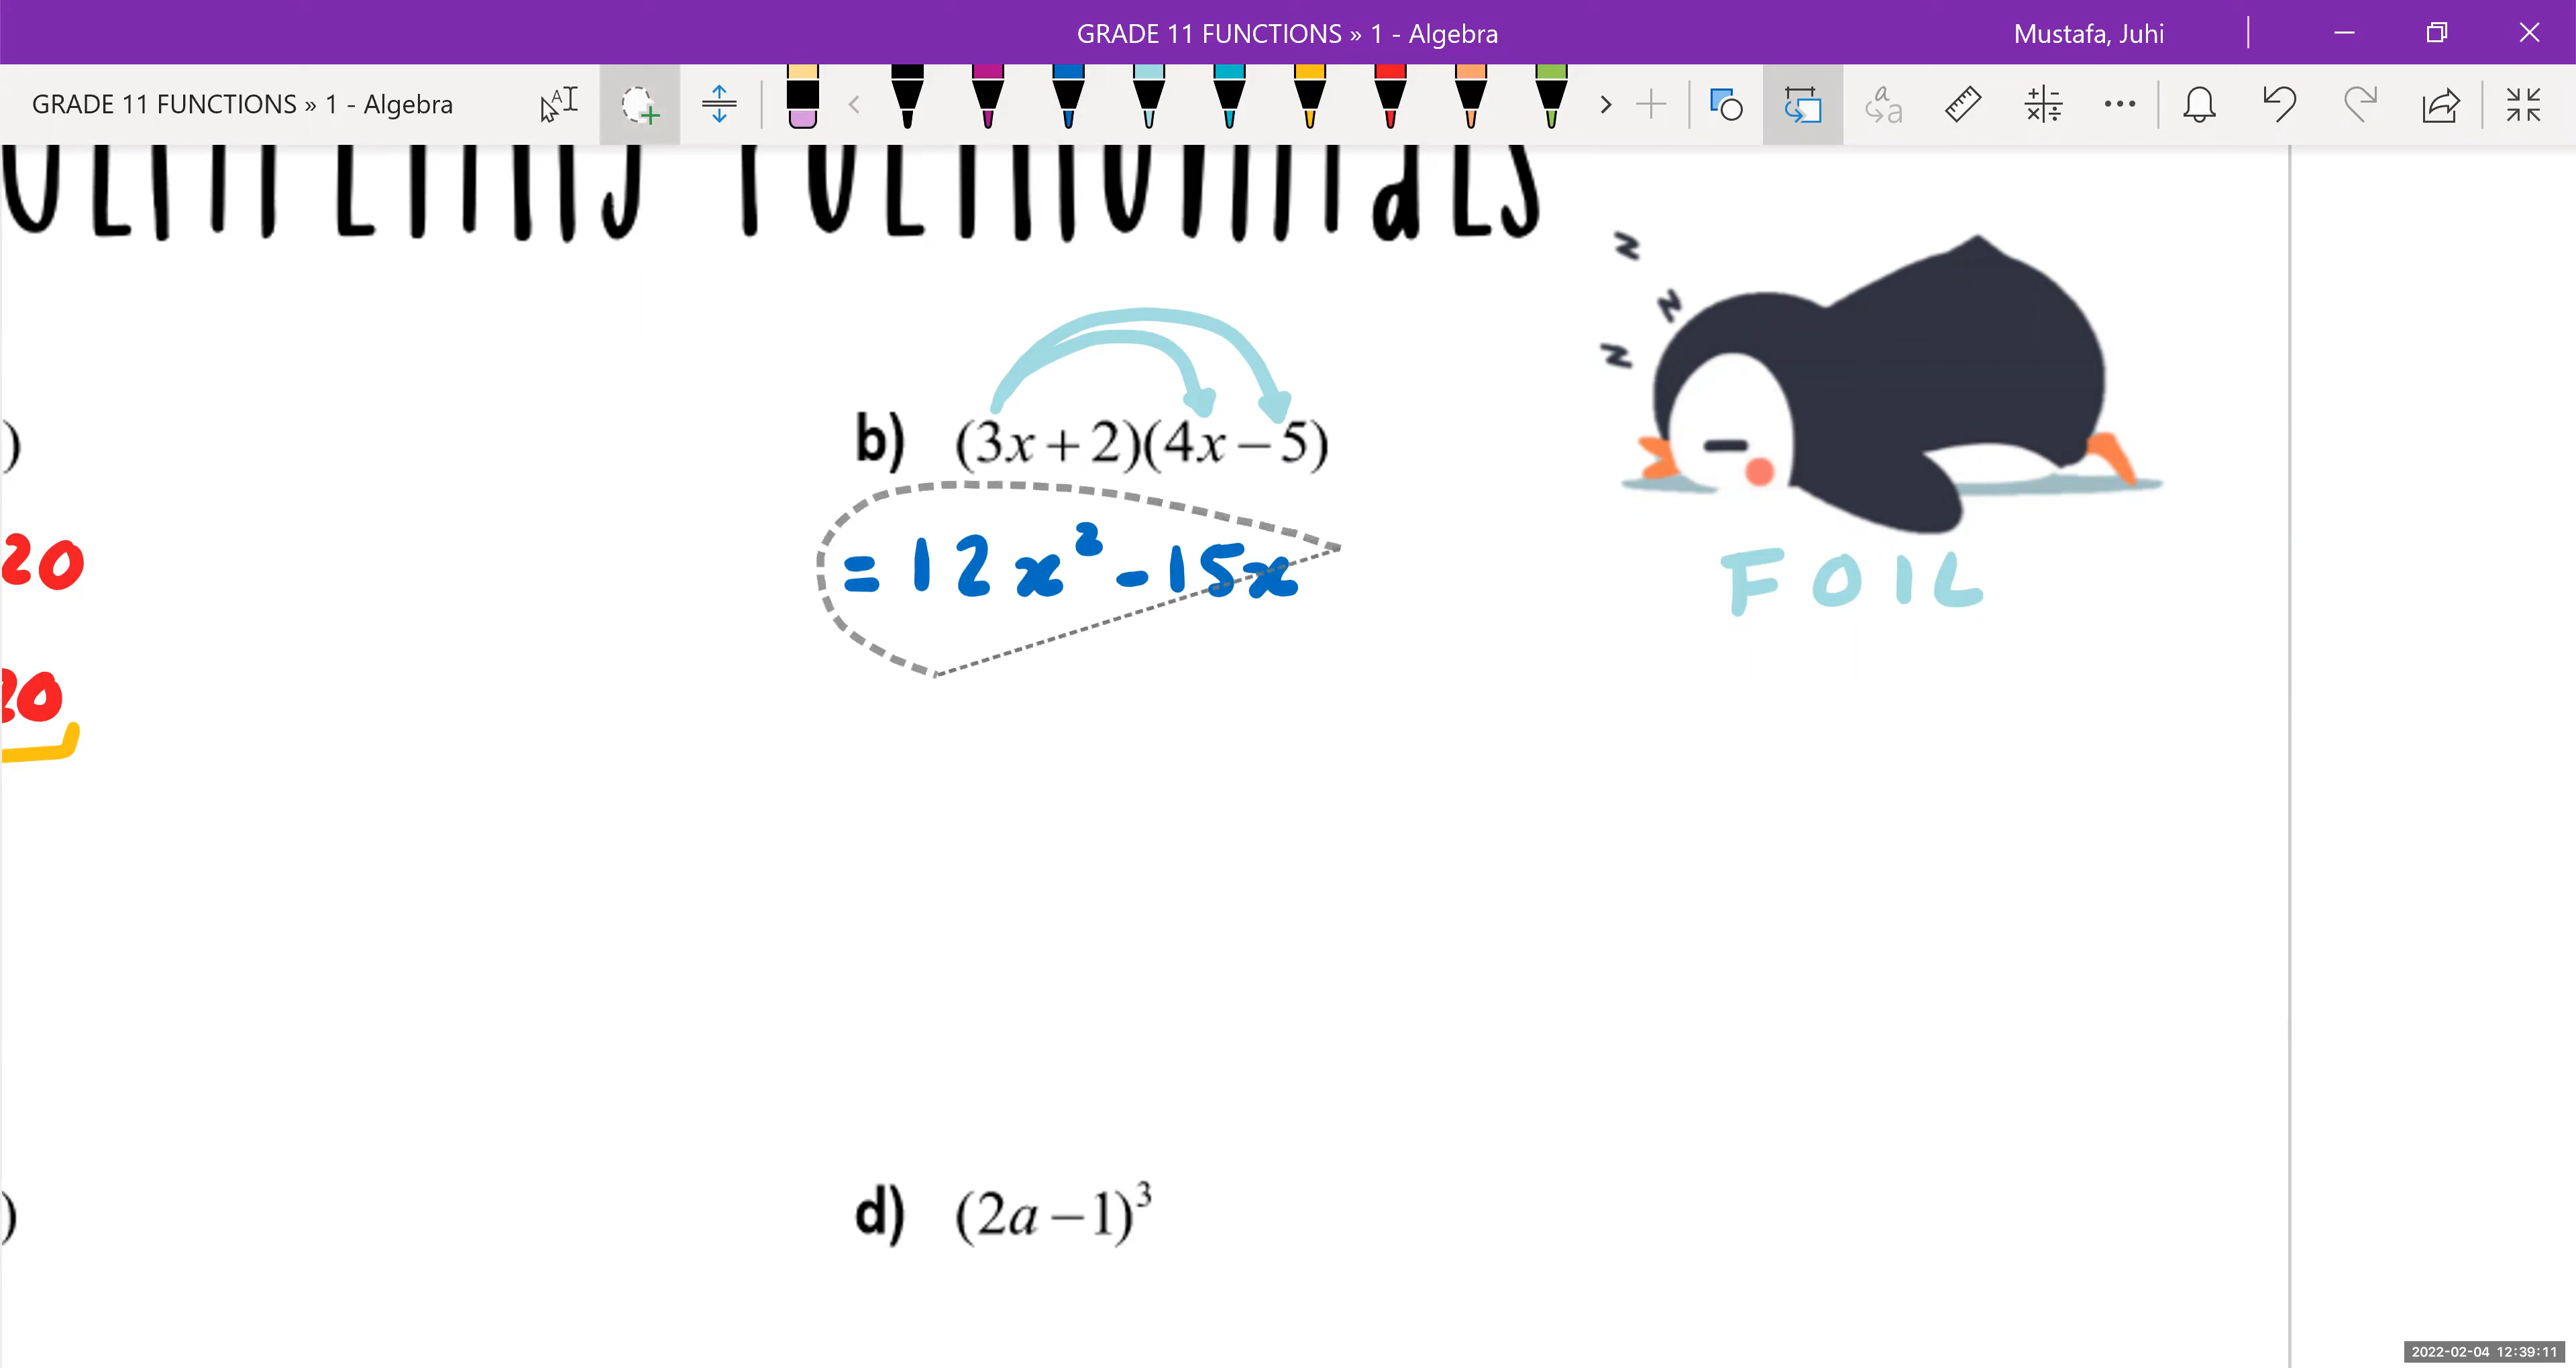 GRADE 11 FUNCTIONS » 1 - Algebra
Mustafa, Juhi
GRADE 11 FUNCTIONS » 1 - Algebra
z
z
z
)
b) (3x + 2)(4x − 5)
20
= 12x² - 15x
FOIL
20
)
d) (2a − 1)³
2022-02-04 12:39:11